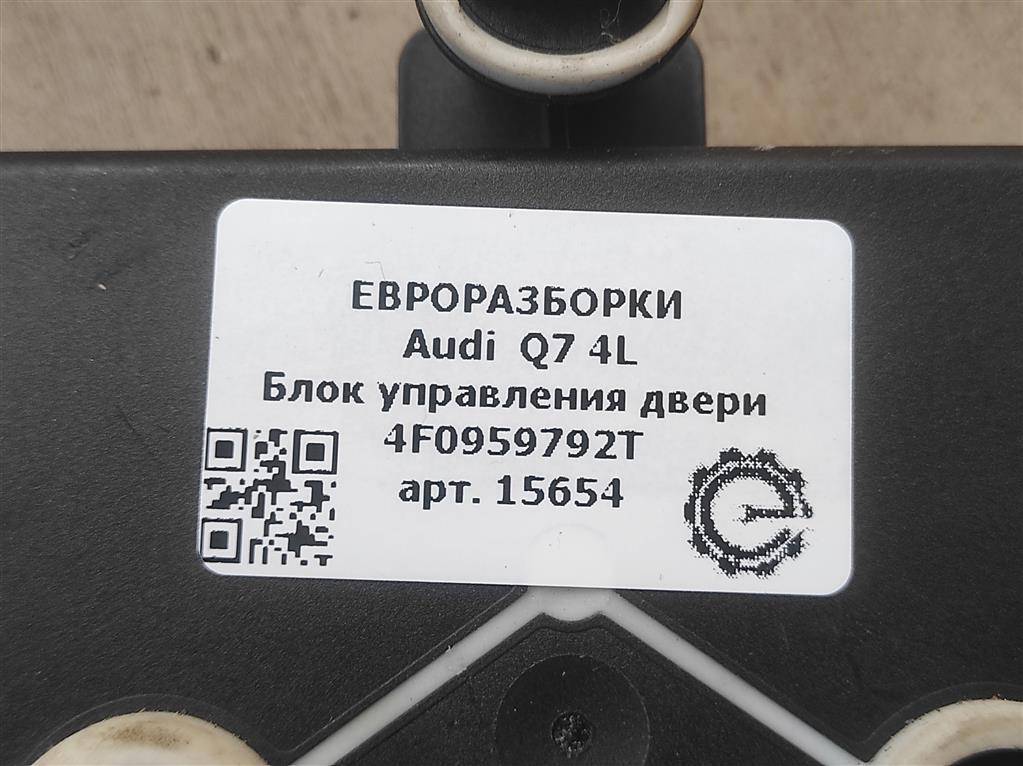 ЕВРОРАЗБОРКИ
Audi Q7 4L
Блок управления двери
4F0959792T
арт. 15654